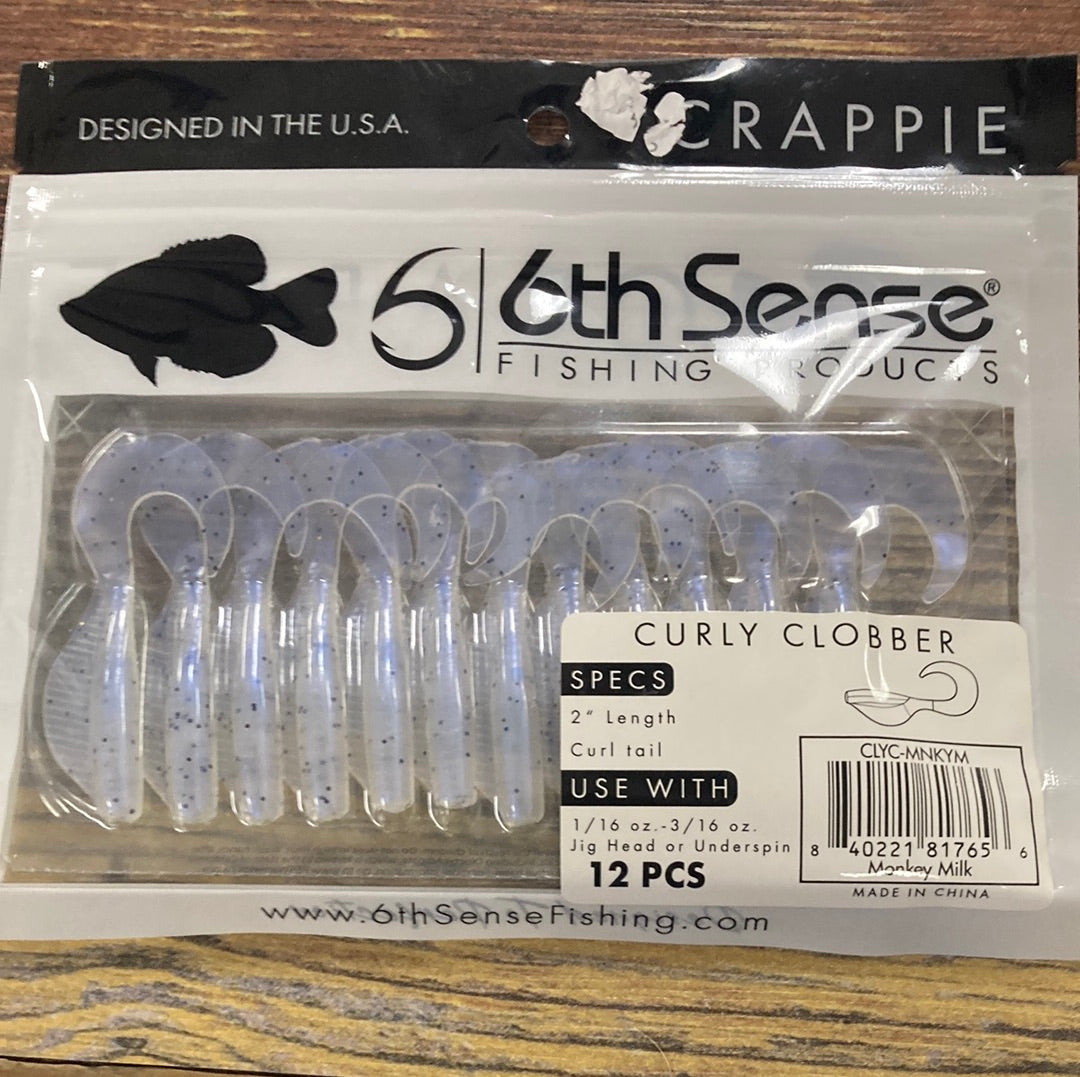 DESIGNED IN THE U.S.A.
CRAPPIE
6th Sense®
FISHING PRODUCTS
CURLY CLOBBER
SPECS
2" Length
Curl tail
USE WITH
1/16 oz.-3/16 oz.
Jig Head or Underspin
12 PCS
CLYC-MNKYM
8 40221 81765 6
Monkey Milk
MADE IN CHINA
www.6thSenseFishing.com